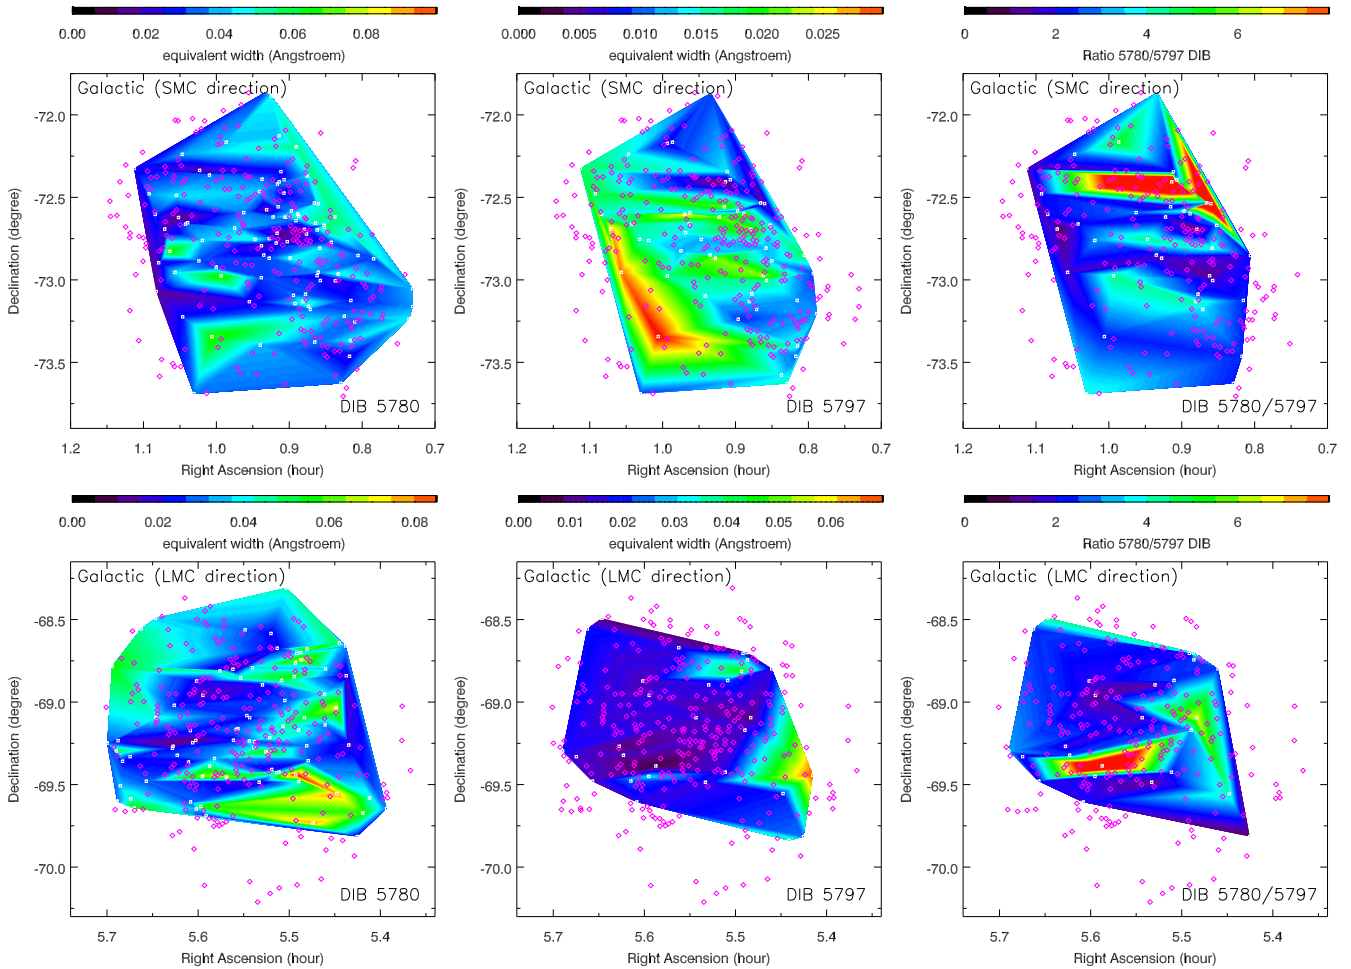 0.00 0.02 0.04 0.06 0.08
equivalent width (Angstroem)
Galactic (SMC direction)
-72.0
-72.5
-73.0
-73.5
Declination (degree)
DIB 5780
1.2 1.1 1.0 0.9 0.8 0.7
Right Ascension (hour)
0.000 0.005 0.010 0.015 0.020 0.025
equivalent width (Angstroem)
Galactic (SMC direction)
-72.0
-72.5
-73.0
-73.5
Declination (degree)
DIB 5797
1.2 1.1 1.0 0.9 0.8 0.7
Right Ascension (hour)
0 2 4 6
Ratio 5780/5797 DIB
Galactic (SMC direction)
-72.0
-72.5
-73.0
-73.5
Declination (degree)
DIB 5780/5797
1.2 1.1 1.0 0.9 0.8 0.7
Right Ascension (hour)
0.00 0.02 0.04 0.06 0.08
equivalent width (Angstroem)
Galactic (LMC direction)
-68.5
-69.0
-69.5
-70.0
Declination (degree)
DIB 5780
5.7 5.6 5.5 5.4
Right Ascension (hour)
0.00 0.01 0.02 0.03 0.04 0.05 0.06
equivalent width (Angstroem)
Galactic (LMC direction)
-68.5
-69.0
-69.5
-70.0
Declination (degree)
DIB 5797
5.7 5.6 5.5 5.4
Right Ascension (hour)
0 2 4 6
Ratio 5780/5797 DIB
Galactic (LMC direction)
-68.5
-69.0
-69.5
-70.0
Declination (degree)
DIB 5780/5797
5.7 5.6 5.5 5.4
Right Ascension (hour)